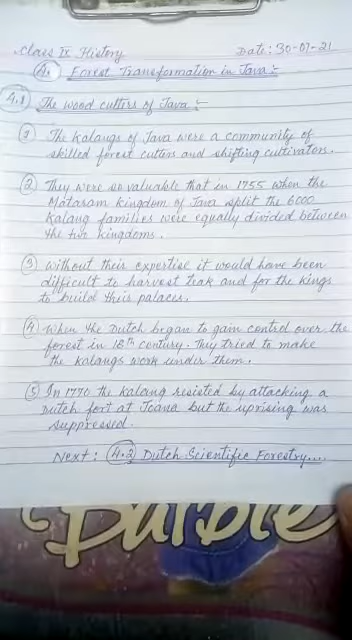 Class IX History Date: 30-07-21
4. Forest Transformation in Java:-
4.1 The wood cutters of Java:-
1 The Kalangs of Java were a community of
skilled forest cutters and shifting cultivators.
2 They were so valuable that in 1755 when the
Mataram Kingdom of Java split the 6000
Kalang families were equally divided between
the two kingdoms.
3 Without their expertise it would have been
difficult to harvest teak and for the kings
to build their palaces.
4 When the Dutch began to gain control over the
forest in 18th century. They tried to make
the Kalangs work under them.
5 In 1770 the Kalang resisted by attacking a
Dutch fort at Joana but the uprising was
suppressed.
Next: 4.2 Dutch Scientific Forestry....
Barbie